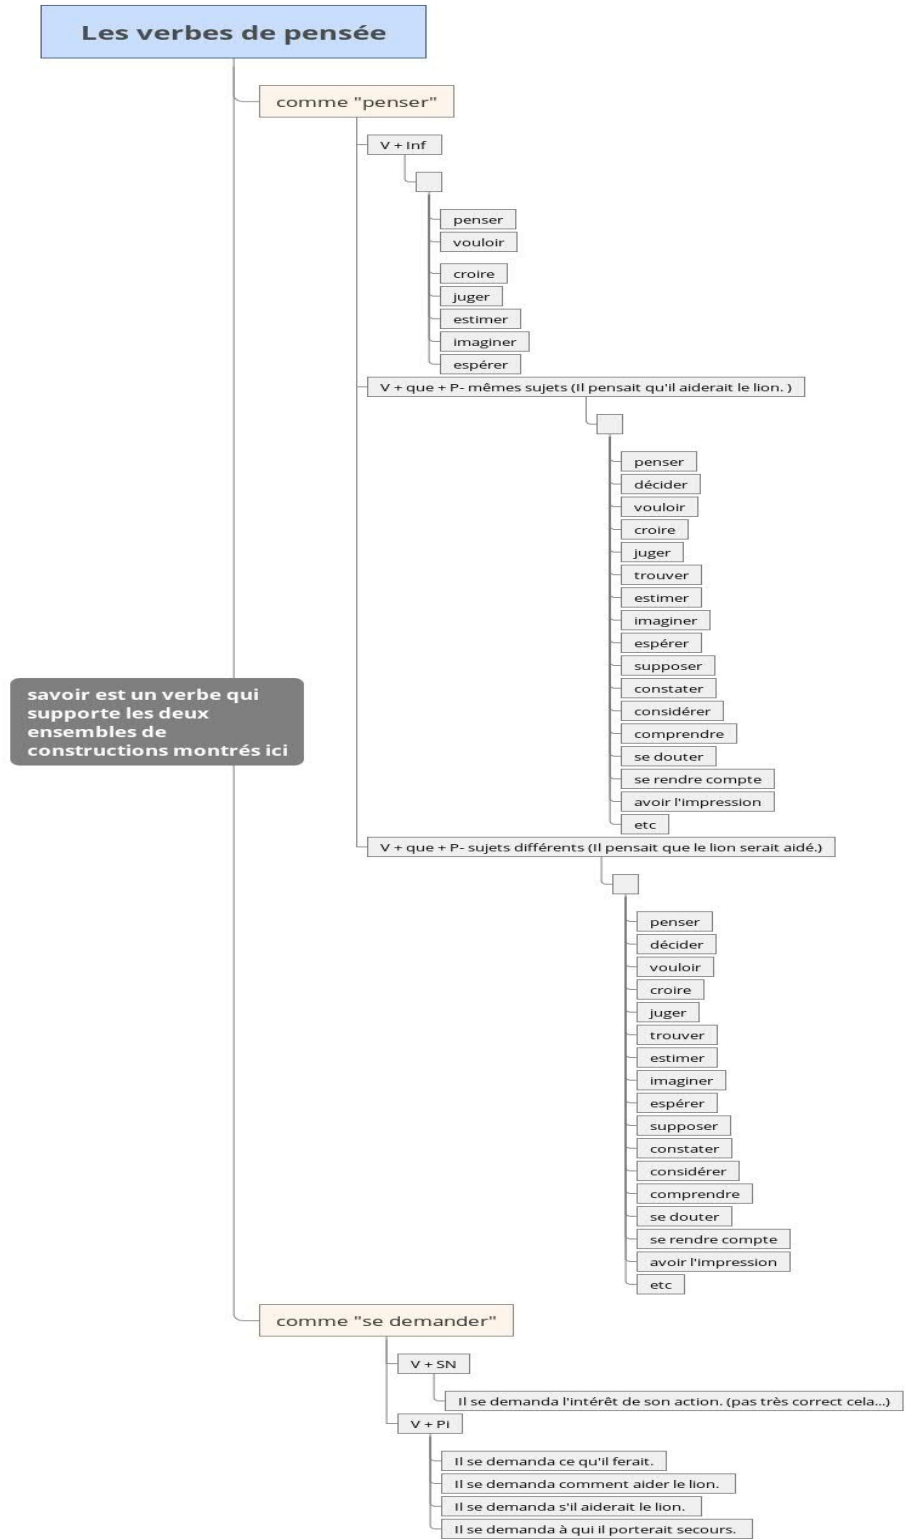 Les verbes de pensée
comme "penser"
V + Inf
penser
vouloir
croire
juger
estimer
imaginer
espérer
V + que + P- mêmes sujets (Il pensait qu'il aiderait le lion. )
penser
décider
vouloir
croire
juger
trouver
estimer
imaginer
espérer
supposer
constater
considérer
comprendre
se douter
se rendre compte
avoir l'impression
etc
savoir est un verbe qui
supporte les deux
ensembles de
constructions montrés ici
V + que + P- sujets différents (Il pensait que le lion serait aidé.)
penser
décider
vouloir
croire
juger
trouver
estimer
imaginer
espérer
supposer
constater
considérer
comprendre
se douter
se rendre compte
avoir l'impression
etc
comme "se demander"
V + SN
Il se demanda l'intérêt de son action. (pas très correct cela...)
V + Pi
Il se demanda ce qu'il ferait.
Il se demanda comment aider le lion.
Il se demanda s'il aiderait le lion.
Il se demanda à qui il porterait secours.